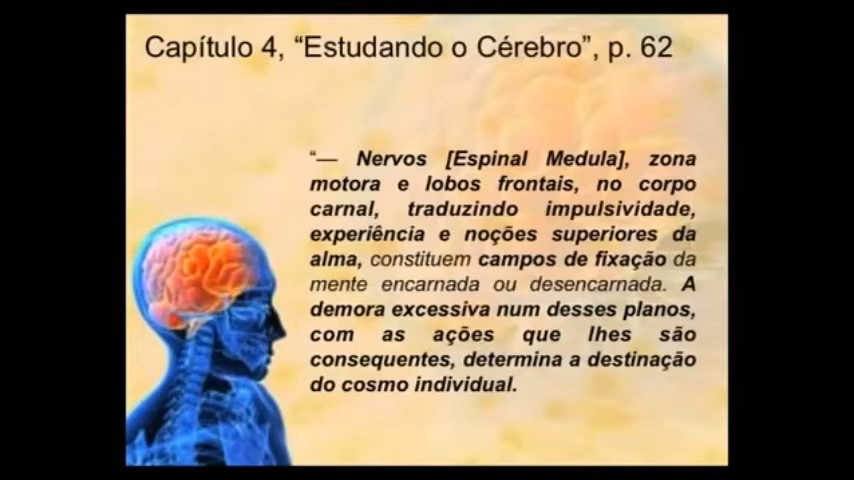 Capítulo 4, “Estudando o Cérebro”, p. 62
“— Nervos [Espinal Medula], zona
motora e lobos frontais, no corpo
carnal, traduzindo impulsividade,
experiência e noções superiores da
alma, constituem campos de fixação da
mente encarnada ou desencarnada. A
demora excessiva num desses planos,
com as ações que lhes são
consequentes, determina a destinação
do cosmo individual.